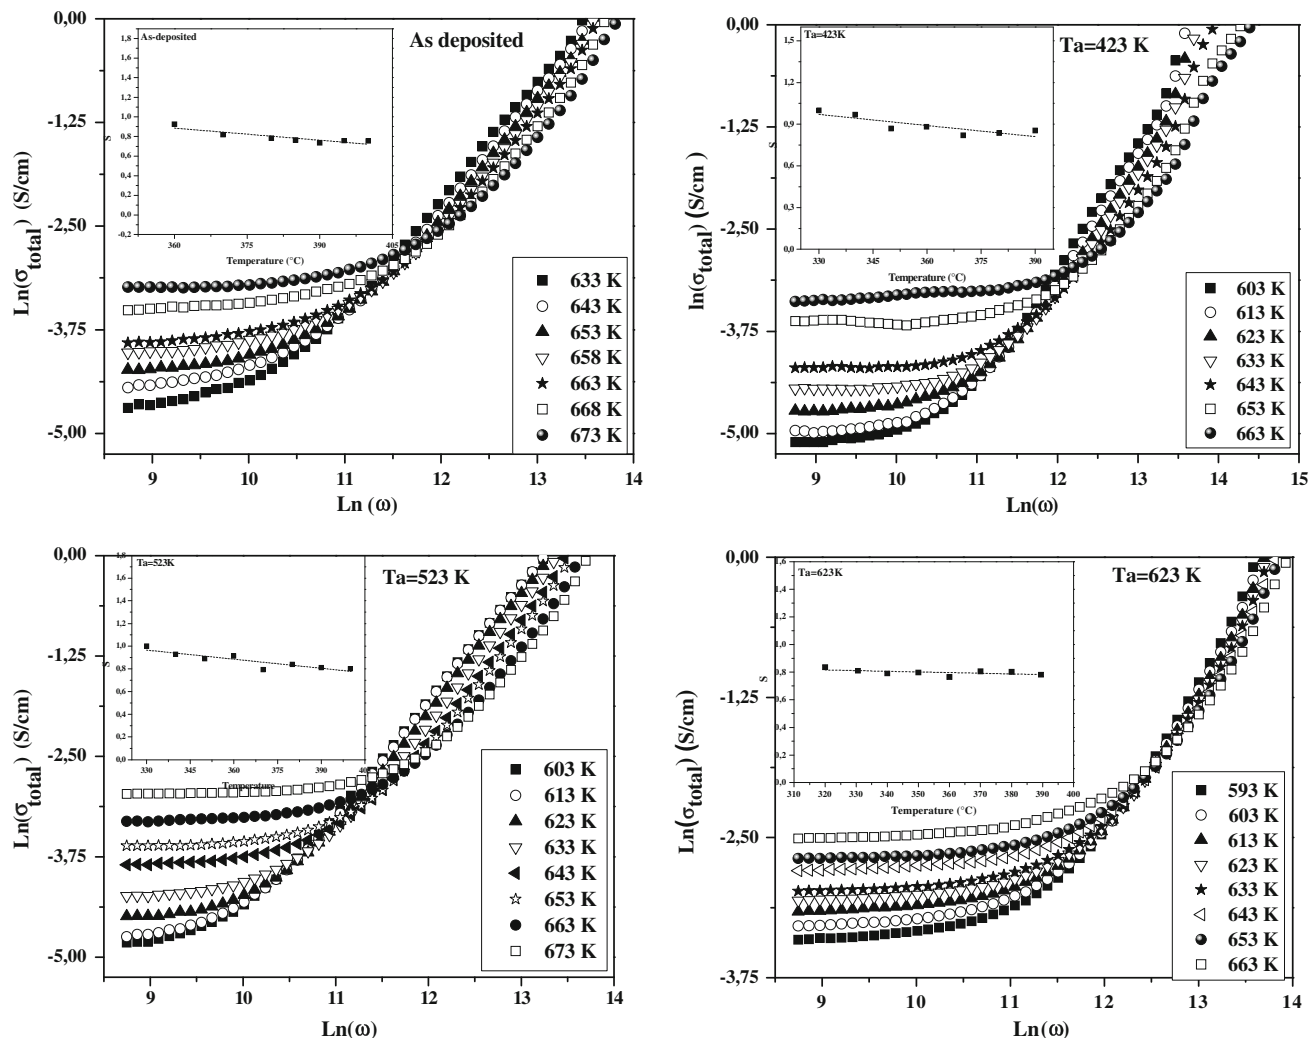 As deposited
As-deposited
1,8
1,6
1,4
1,2
1,0
0,8
0,6
0,4
0,2
0,0
-0,2
s
360
375
390
405
Temperature (°C)
0,00
-1,25
-2,50
-3,75
-5,00
Ln(σtotal) (S/cm)
9
10
11
12
13
14
Ln (ω)
633 K
643 K
653 K
658 K
663 K
668 K
673 K
Ta=423 K
Ta=423K
1,5
1,2
0,9
0,6
0,3
0,0
s
330
345
360
375
390
Temperature (°C)
0,00
-1,25
-2,50
-3,75
-5,00
ln(σtotal) (S/cm )
9
10
11
12
13
14
15
Ln(ω)
603 K
613 K
623 K
633 K
643 K
653 K
663 K
Ta=523 K
Ta=523K
1,8
1,6
1,4
1,2
1,0
0,8
0,6
0,4
0,2
0,0
s
330
345
360
375
390
40
Temperature
0,00
-1,25
-2,50
-3,75
-5,00
Ln(σtotal) (S/cm)
9
10
11
12
13
14
Ln(ω)
603 K
613 K
623 K
633 K
643 K
653 K
663 K
673 K
Ta=623 K
Ta=623K
1,6
1,4
1,2
1,0
0,8
0,6
0,4
0,2
0,0
s
310
320
330
340
350
360
370
380
390
400
Temperature (°C)
0,00
-1,25
-2,50
-3,75
Ln(σtotal) (S/cm)
9
10
11
12
13
14
Ln(ω)
593 K
603 K
613 K
623 K
633 K
643 K
653 K
663 K